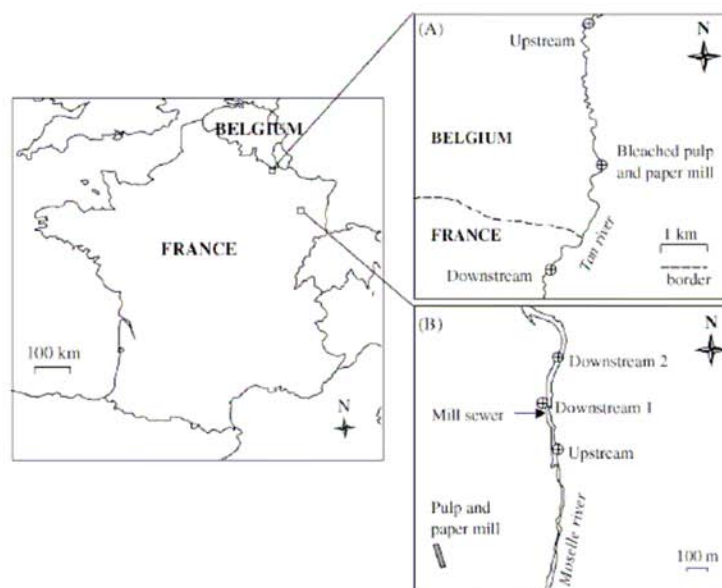 BELGIUM
FRANCE
100 km
N
(A)
Upstream
N
BELGIUM
Bleached pulp
and paper mill
FRANCE
Ton river
1 km
Downstream
border
(B)
N
Downstream 2
Downstream 1
Mill sewer
Upstream
Pulp and
paper mill
Moselle river
100 m